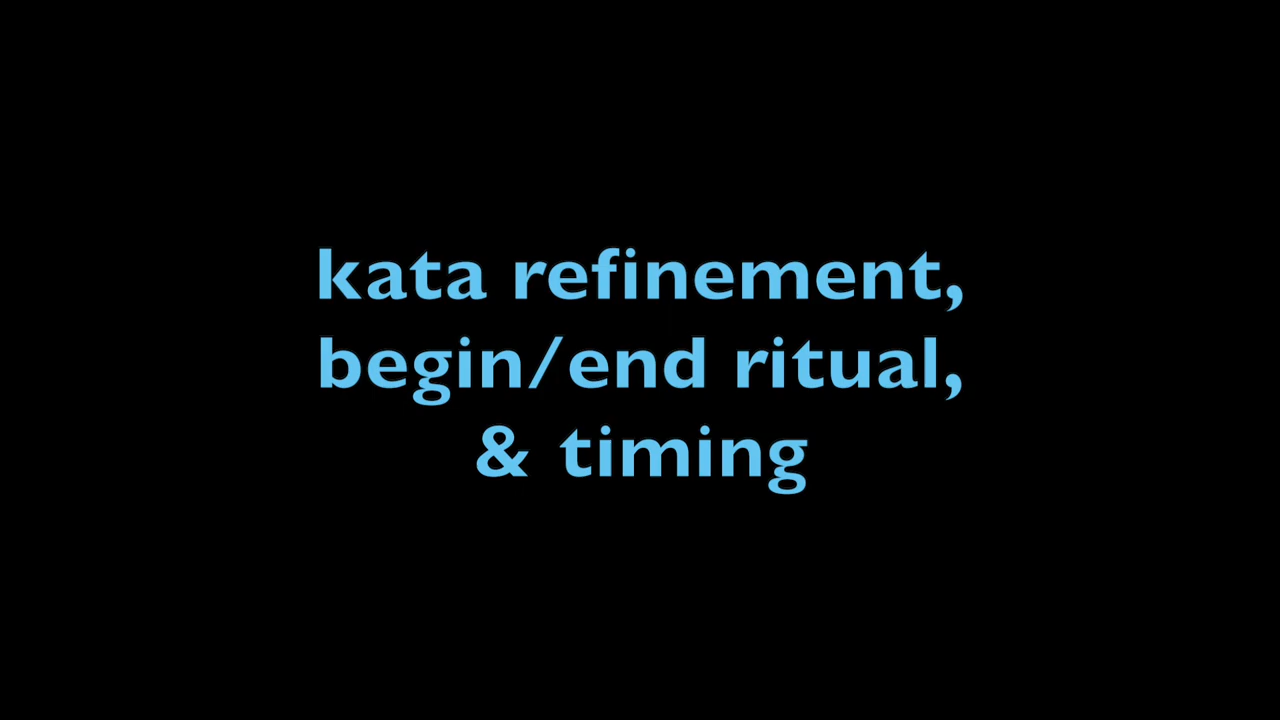 kata refinement,
begin/end ritual,
& timing